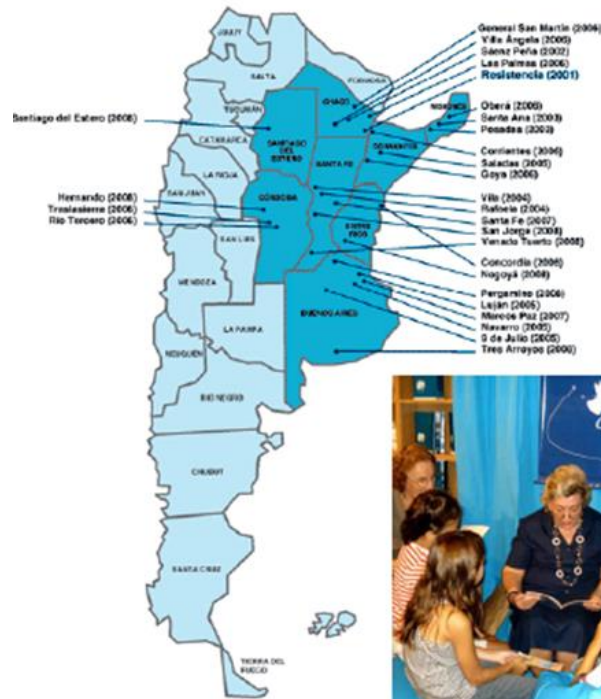 General San Martín (2006)
Villa Ángela (2006)
Sáenz Peña (2002)
Las Palmas (2006)
Resistencia (2001)
Oberá (2006)
Santa Ana (2003)
Posadas (2003)
Corrientes (2006)
Saladas (2005)
Goya (2006)
Vila (2004)
Rafaela (2004)
Santa Fe (2007)
San Jorge (2008)
Venado Tuerto (2008)
Concordia (2006)
Nogoyá (2008)
Pergamino (2006)
Luján (2005)
Marcos Paz (2007)
Navarro (2005)
9 de Julio (2005)
Tres Arroyos (2006)
Santiago del Estero (2008)
Hernando (2008)
Traslasierra (2006)
Río Tercero (2006)
JUJUY
SALTA
FORMOSA
TUCUMÁN
CHACO
MISIONES
CATAMARCA
SANTIAGO
DEL
ESTERO
CORRIENTES
LA RIOJA
SANTA FE
SAN JUAN
CÓRDOBA
ENTRE
RÍOS
SAN LUIS
MENDOZA
BUENOS AIRES
LA PAMPA
NEUQUÉN
RIO NEGRO
CHUBUT
SANTA CRUZ
TIERRA DEL
FUEGO